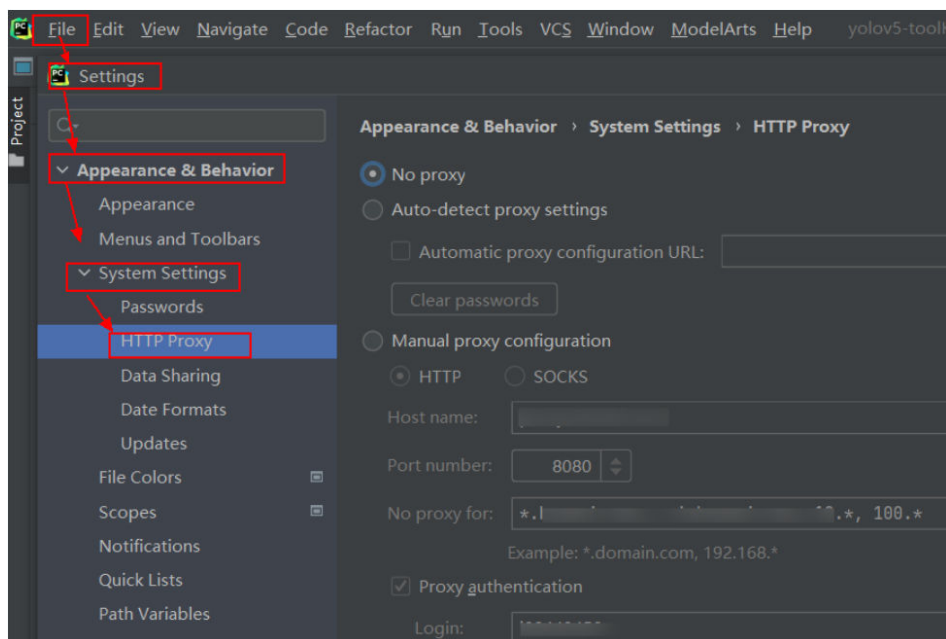 File Edit View Navigate Code Refactor Run Tools VCS Window ModelArts Help yolov5-toolk
Settings
Project
Appearance & Behavior › System Settings › HTTP Proxy
Appearance & Behavior
No proxy
Appearance
Auto-detect proxy settings
Menus and Toolbars
Automatic proxy configuration URL:
System Settings
Passwords
Clear passwords
HTTP Proxy
Manual proxy configuration
Data Sharing
HTTP SOCKS
Date Formats
Host name:
Updates
Port number: 8080
File Colors
Scopes
No proxy for: *. .*, 100.*
Notifications
Example: *.domain.com, 192.168.*
Quick Lists
Proxy authentication
Path Variables
Login: